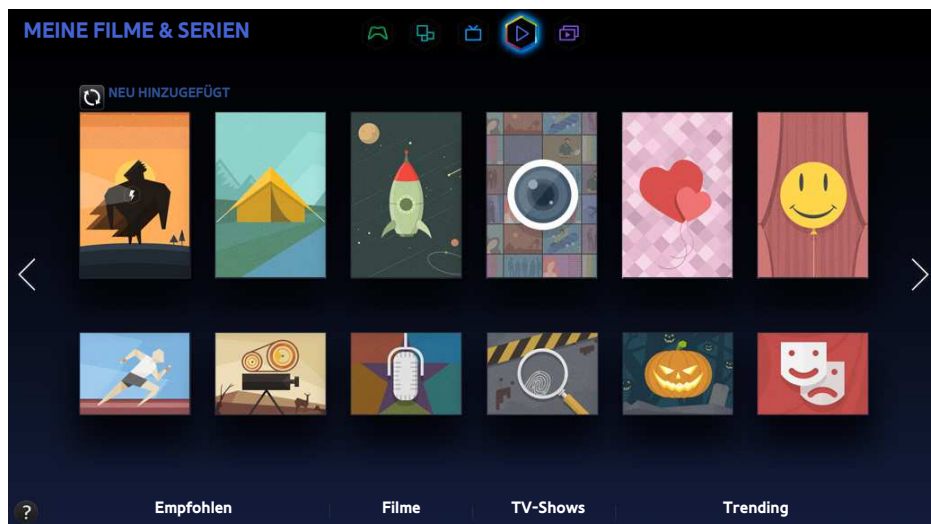 MEINE FILME & SERIEN
NEU HINZUGEFÜGT
? Empfohlen Filme TV-Shows Trending